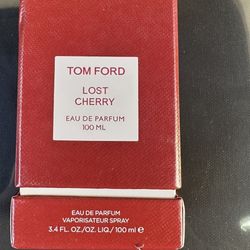 TOM FORD
LOST
CHERRY
EAU DE PARFUM
100 ML
EAU DE PARFUM
VAPORISATEUR SPRAY
3.4 FL. OZ./OZ. LIQ./100 ml ℮